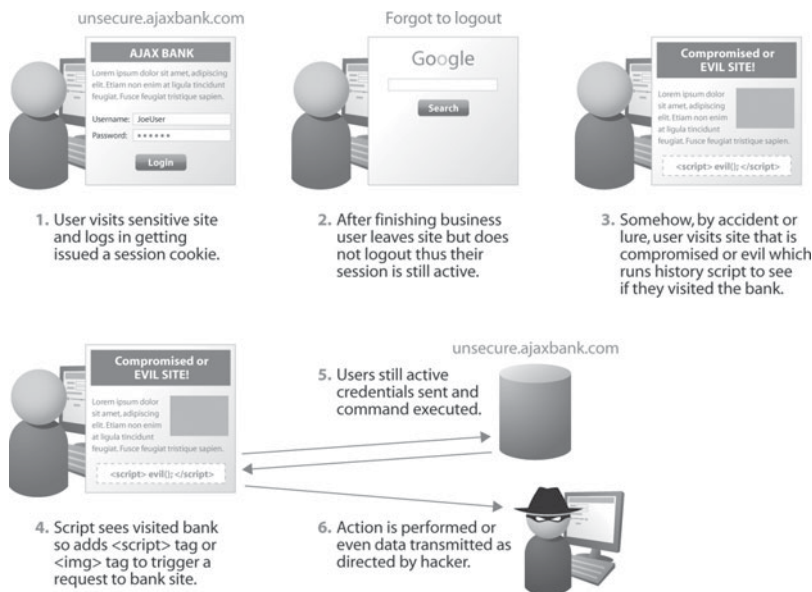 unsecure.ajaxbank.com
AJAX BANK
Lorem ipsum dolor sit amet, adipiscing
elit. Etiam non enim at ligula tincidunt
feugiat. Fusce feugiat tristique sapien.
Username: JoeUser
Password: ******
Login
1. User visits sensitive site
and logs in getting
issued a session cookie.
Forgot to logout
Google
Search
2. After finishing business
user leaves site but does
not logout thus their
session is still active.
Compromised or
EVIL SITE!
Lorem ipsum dolor
sit amet, adipiscing
elit. Etiam non enim
at ligula tincidunt
feugiat. Fusce feugiat tristique sapien.
<script> evil(); </script>
3. Somehow, by accident or
lure, user visits site that is
compromised or evil which
runs history script to see
if they visited the bank.
Compromised or
EVIL SITE!
Lorem ipsum dolor
sit amet, adipiscing
elit. Etiam non enim
at ligula tincidunt
feugiat. Fusce feugiat tristique sapien.
<script> evil(); </script>
4. Script sees visited bank
so adds <script> tag or
<img> tag to trigger a
request to bank site.
unsecure.ajaxbank.com
5. Users still active
credentials sent and
command executed.
6. Action is performed or
even data transmitted as
directed by hacker.